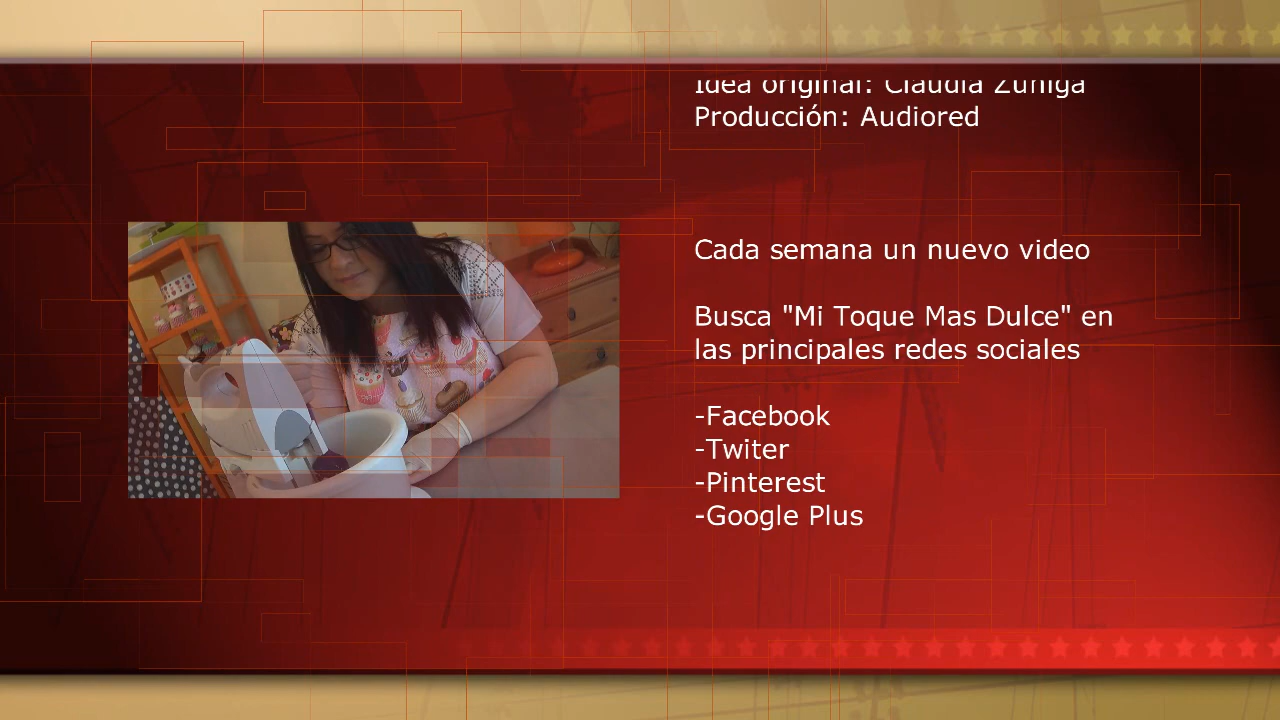 Idea original: Claudia Zuñiga
Producción: Audiored
Cada semana un nuevo video
Busca "Mi Toque Mas Dulce" en
las principales redes sociales
-Facebook
-Twiter
-Pinterest
-Google Plus